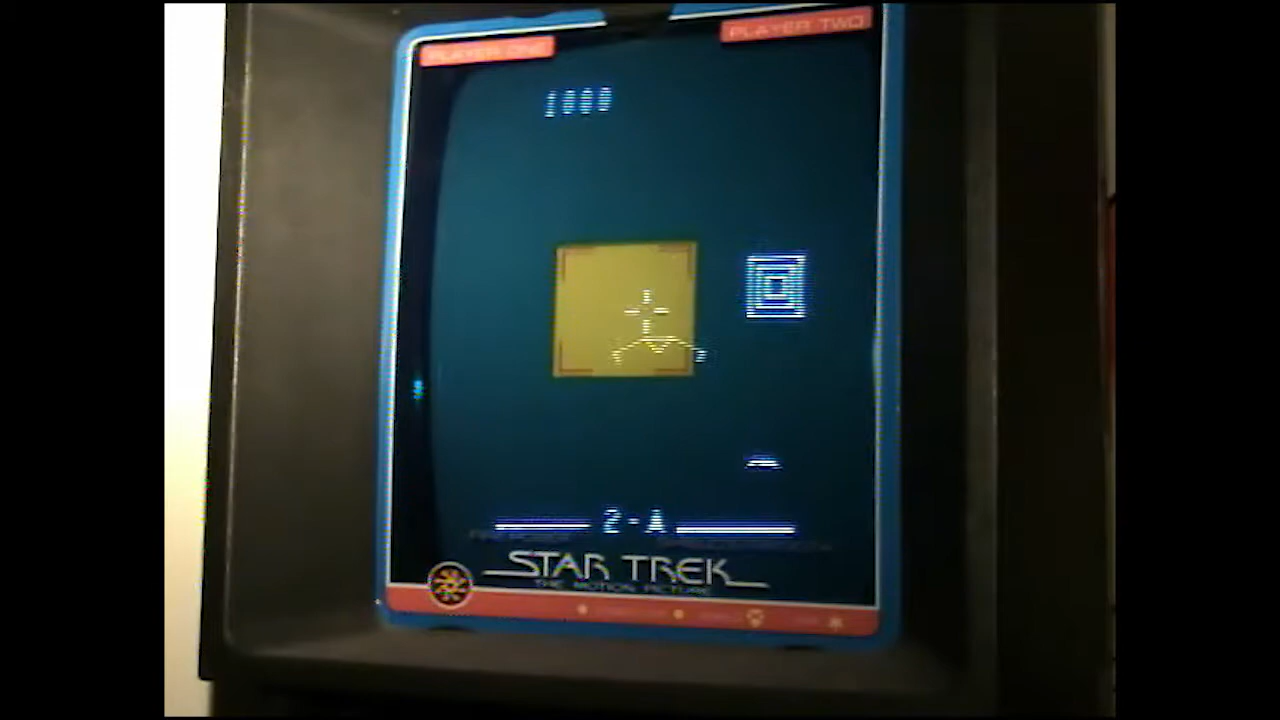 PLAYER ONE
PLAYER TWO
1000
2-A
STAR TREK
THE MOTION PICTURE